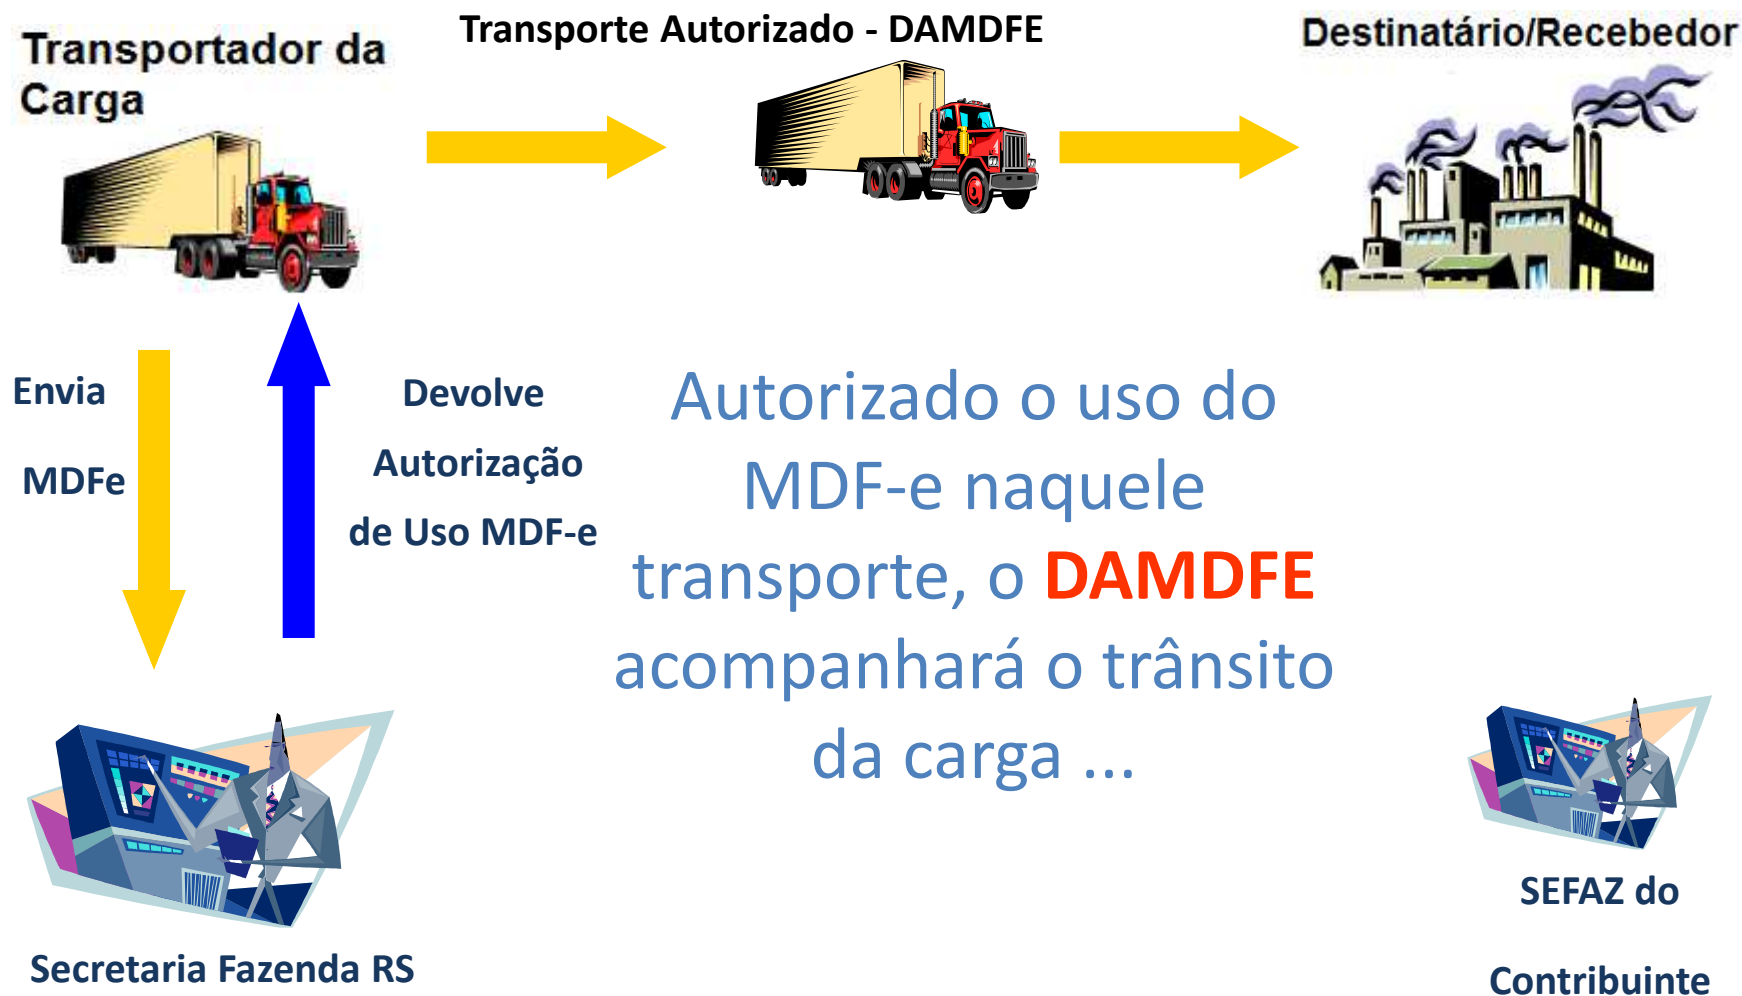 Transporte Autorizado - DAMDFE
Transportador da
Carga
Destinatário/Recebedor
Envia
MDFe
Devolve
Autorização
de Uso MDF-e
Autorizado o uso do
MDF-e naquele
transporte, o DAMDFE
acompanhará o trânsito
da carga ...
Secretaria Fazenda RS
SEFAZ do
Contribuinte